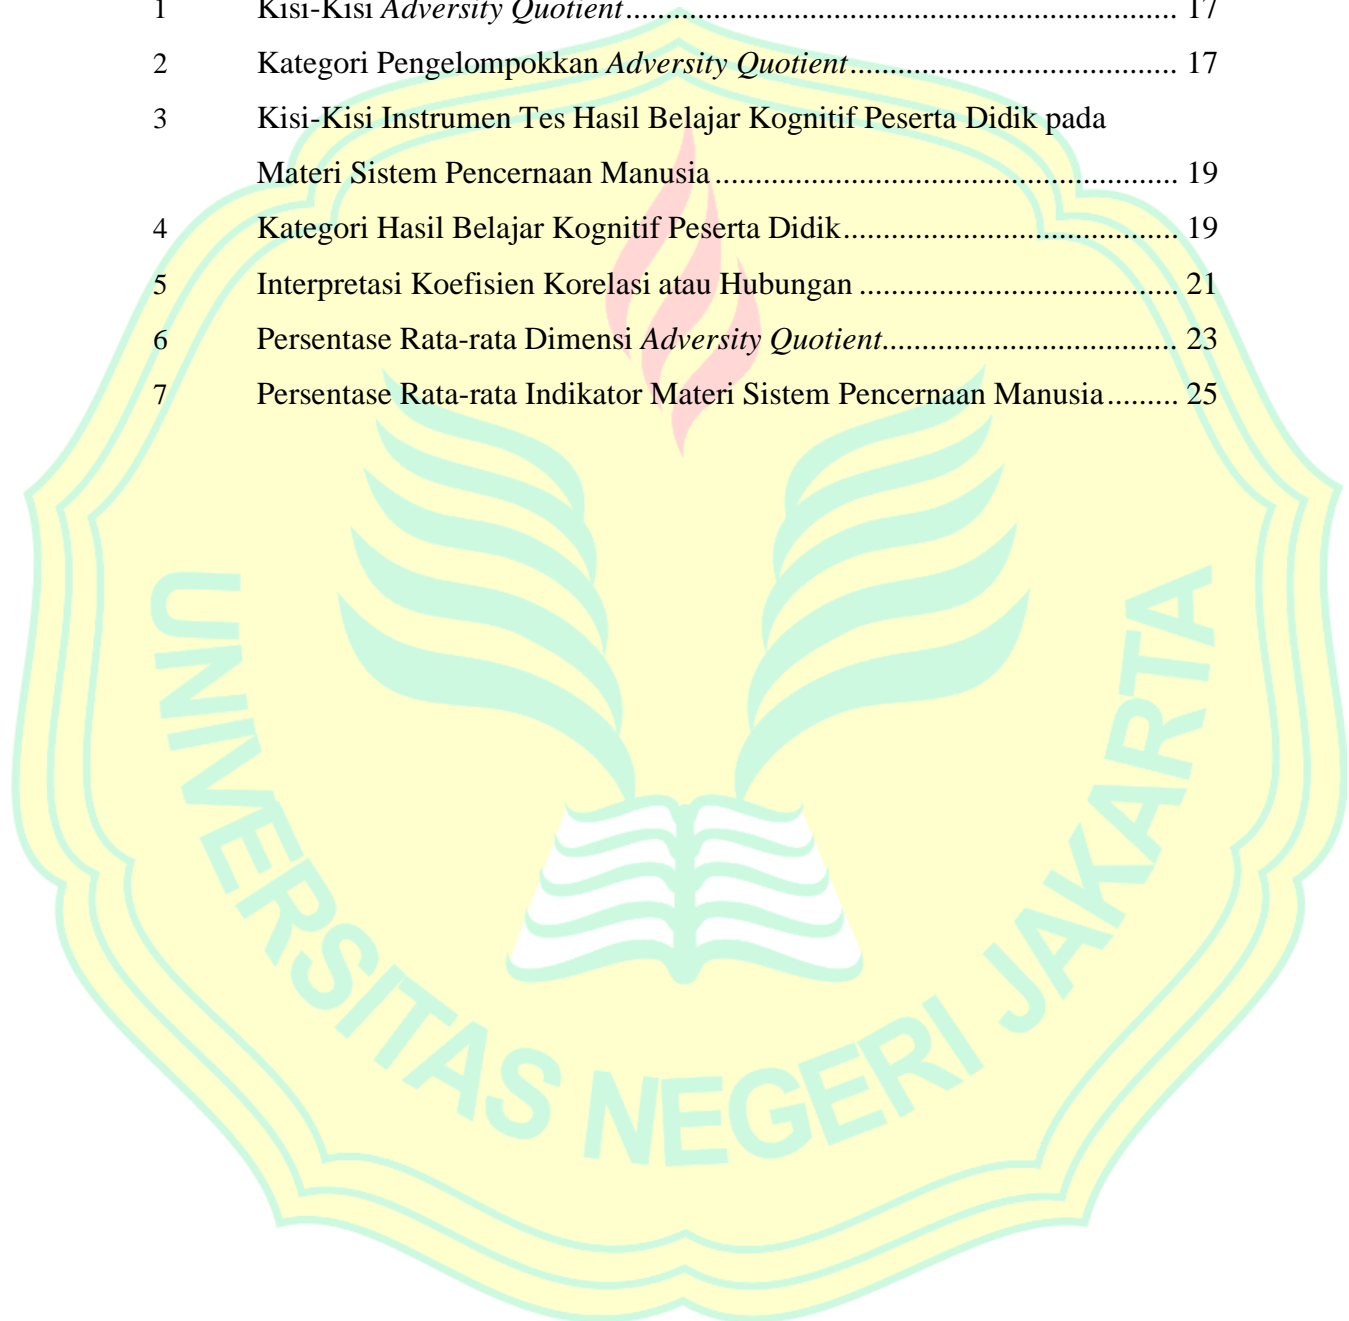 1 Kisi-Kisi Adversity Quotient.................................................................... 17
2 Kategori Pengelompokkan Adversity Quotient........................................ 17
3 Kisi-Kisi Instrumen Tes Hasil Belajar Kognitif Peserta Didik pada
Materi Sistem Pencernaan Manusia......................................................... 19
4 Kategori Hasil Belajar Kognitif Peserta Didik......................................... 19
5 Interpretasi Koefisien Korelasi atau Hubungan ....................................... 21
6 Persentase Rata-rata Dimensi Adversity Quotient.................................... 23
7 Persentase Rata-rata Indikator Materi Sistem Pencernaan Manusia......... 25
UNIVERSITAS NEGERI JAKARTA